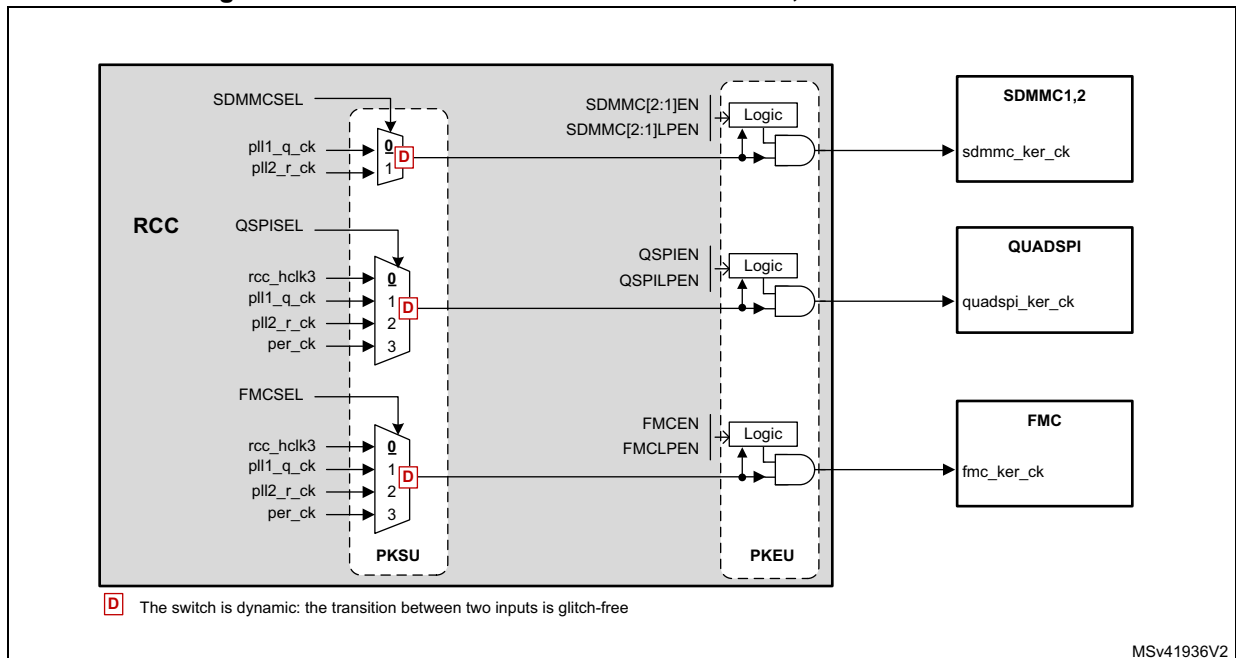 SDMMCSEL
pll1_q_ck
pll2_r_ck
0
1
D
SDMMC[2:1]EN
SDMMC[2:1]LPEN
Logic
SDMMC1,2
sdmmc_ker_ck
RCC
QSPISEL
rcc_hclk3
pll1_q_ck
pll2_r_ck
per_ck
0
1
2
3
D
QSPIEN
QSPILPEN
Logic
QUADSPI
quadspi_ker_ck
FMCSEL
rcc_hclk3
pll1_q_ck
pll2_r_ck
per_ck
0
1
2
3
D
FMCEN
FMCLPEN
Logic
FMC
fmc_ker_ck
PKSU
PKEU
D The switch is dynamic: the transition between two inputs is glitch-free
MSv41936V2